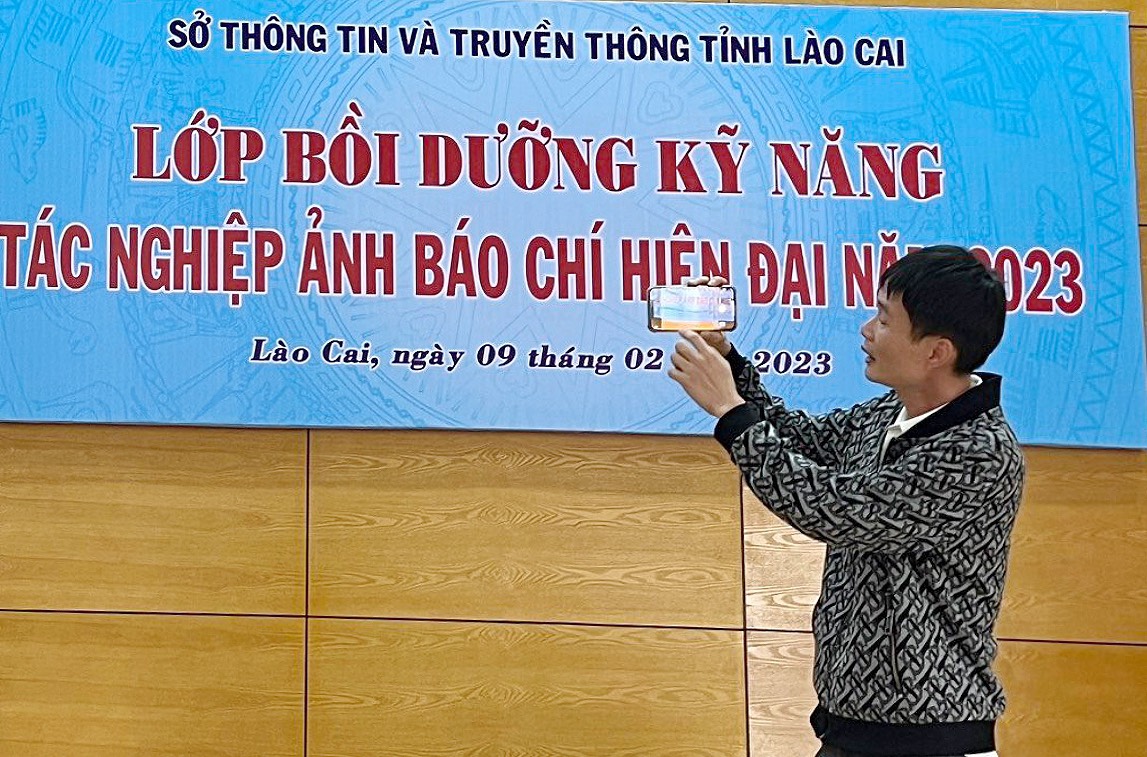 SỞ THÔNG TIN VÀ TRUYỀN THÔNG TỈNH LÀO CAI
LỚP BỒI DƯỠNG KỸ NĂNG
TÁC NGHIỆP ẢNH BÁO CHÍ HIỆN ĐẠI NĂM 2023
Lào Cai, ngày 09 tháng 02 2023